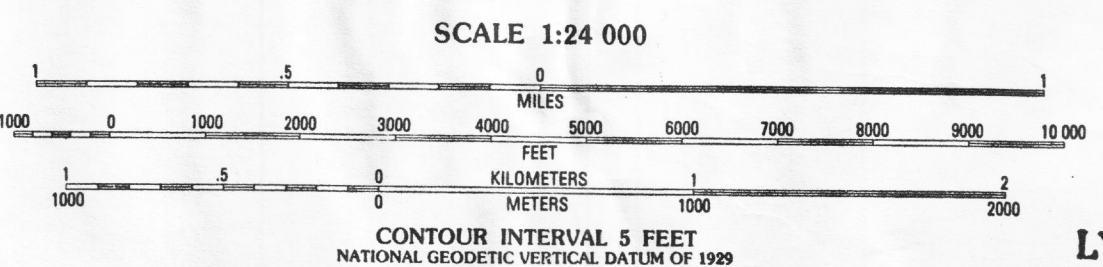 SCALE 1:24 000
1 .5 0 1
MILES
1000 0 1000 2000 3000 4000 5000 6000 7000 8000 9000 10 000
FEET
1 .5 0 KILOMETERS 1 2
1000 0 METERS 1000 2000
CONTOUR INTERVAL 5 FEET
NATIONAL GEODETIC VERTICAL DATUM OF 1929